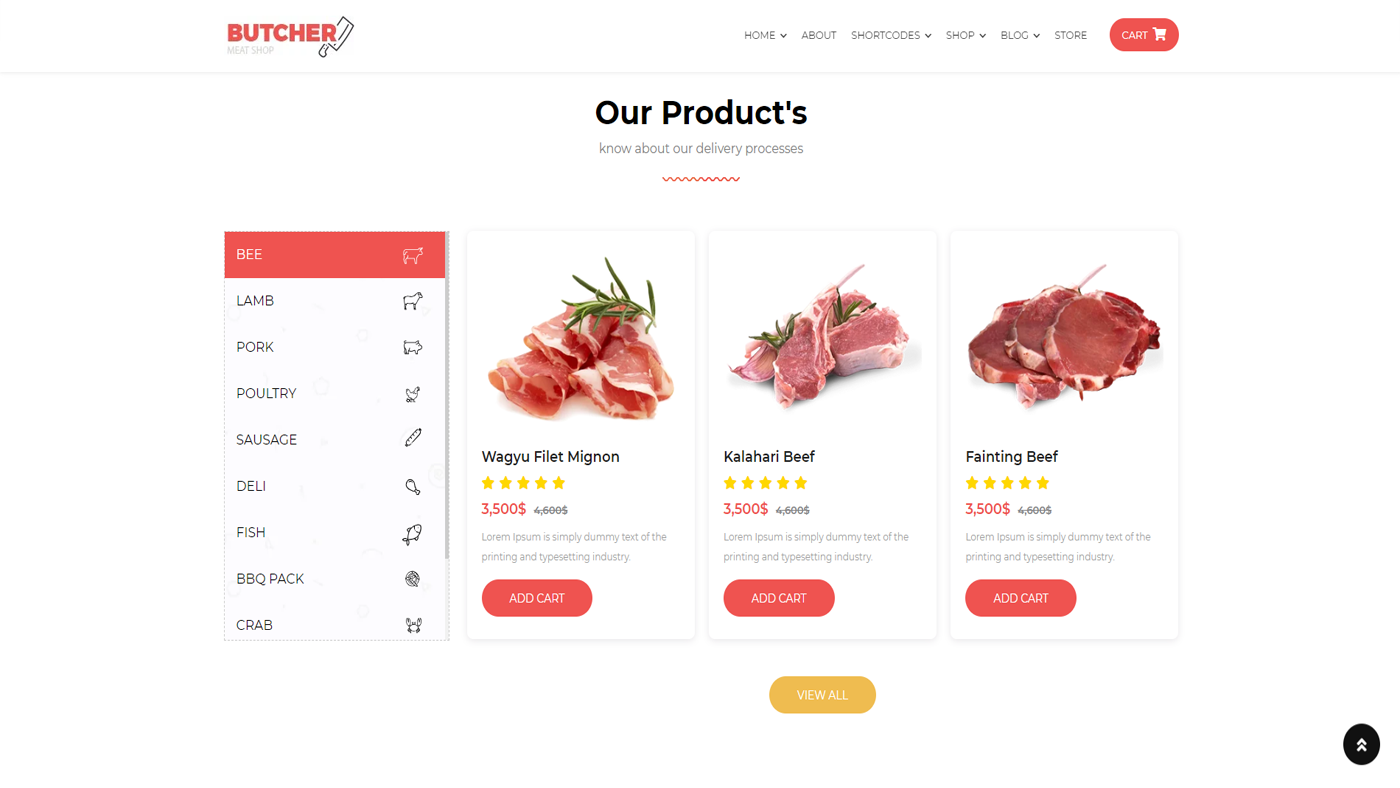 BUTCHER
MEAT SHOP
HOME ABOUT SHORTCODES SHOP BLOG STORE CART
Our Product's
know about our delivery processes
BEE
LAMB
PORK
POULTRY
SAUSAGE
DELI
FISH
BBQ PACK
CRAB
Wagyu Filet Mignon
3,500$ 4,600$
Lorem Ipsum is simply dummy text of the
printing and typesetting industry.
ADD CART
Kalahari Beef
3,500$ 4,600$
Lorem Ipsum is simply dummy text of the
printing and typesetting industry.
ADD CART
Fainting Beef
3,500$ 4,600$
Lorem Ipsum is simply dummy text of the
printing and typesetting industry.
ADD CART
VIEW ALL